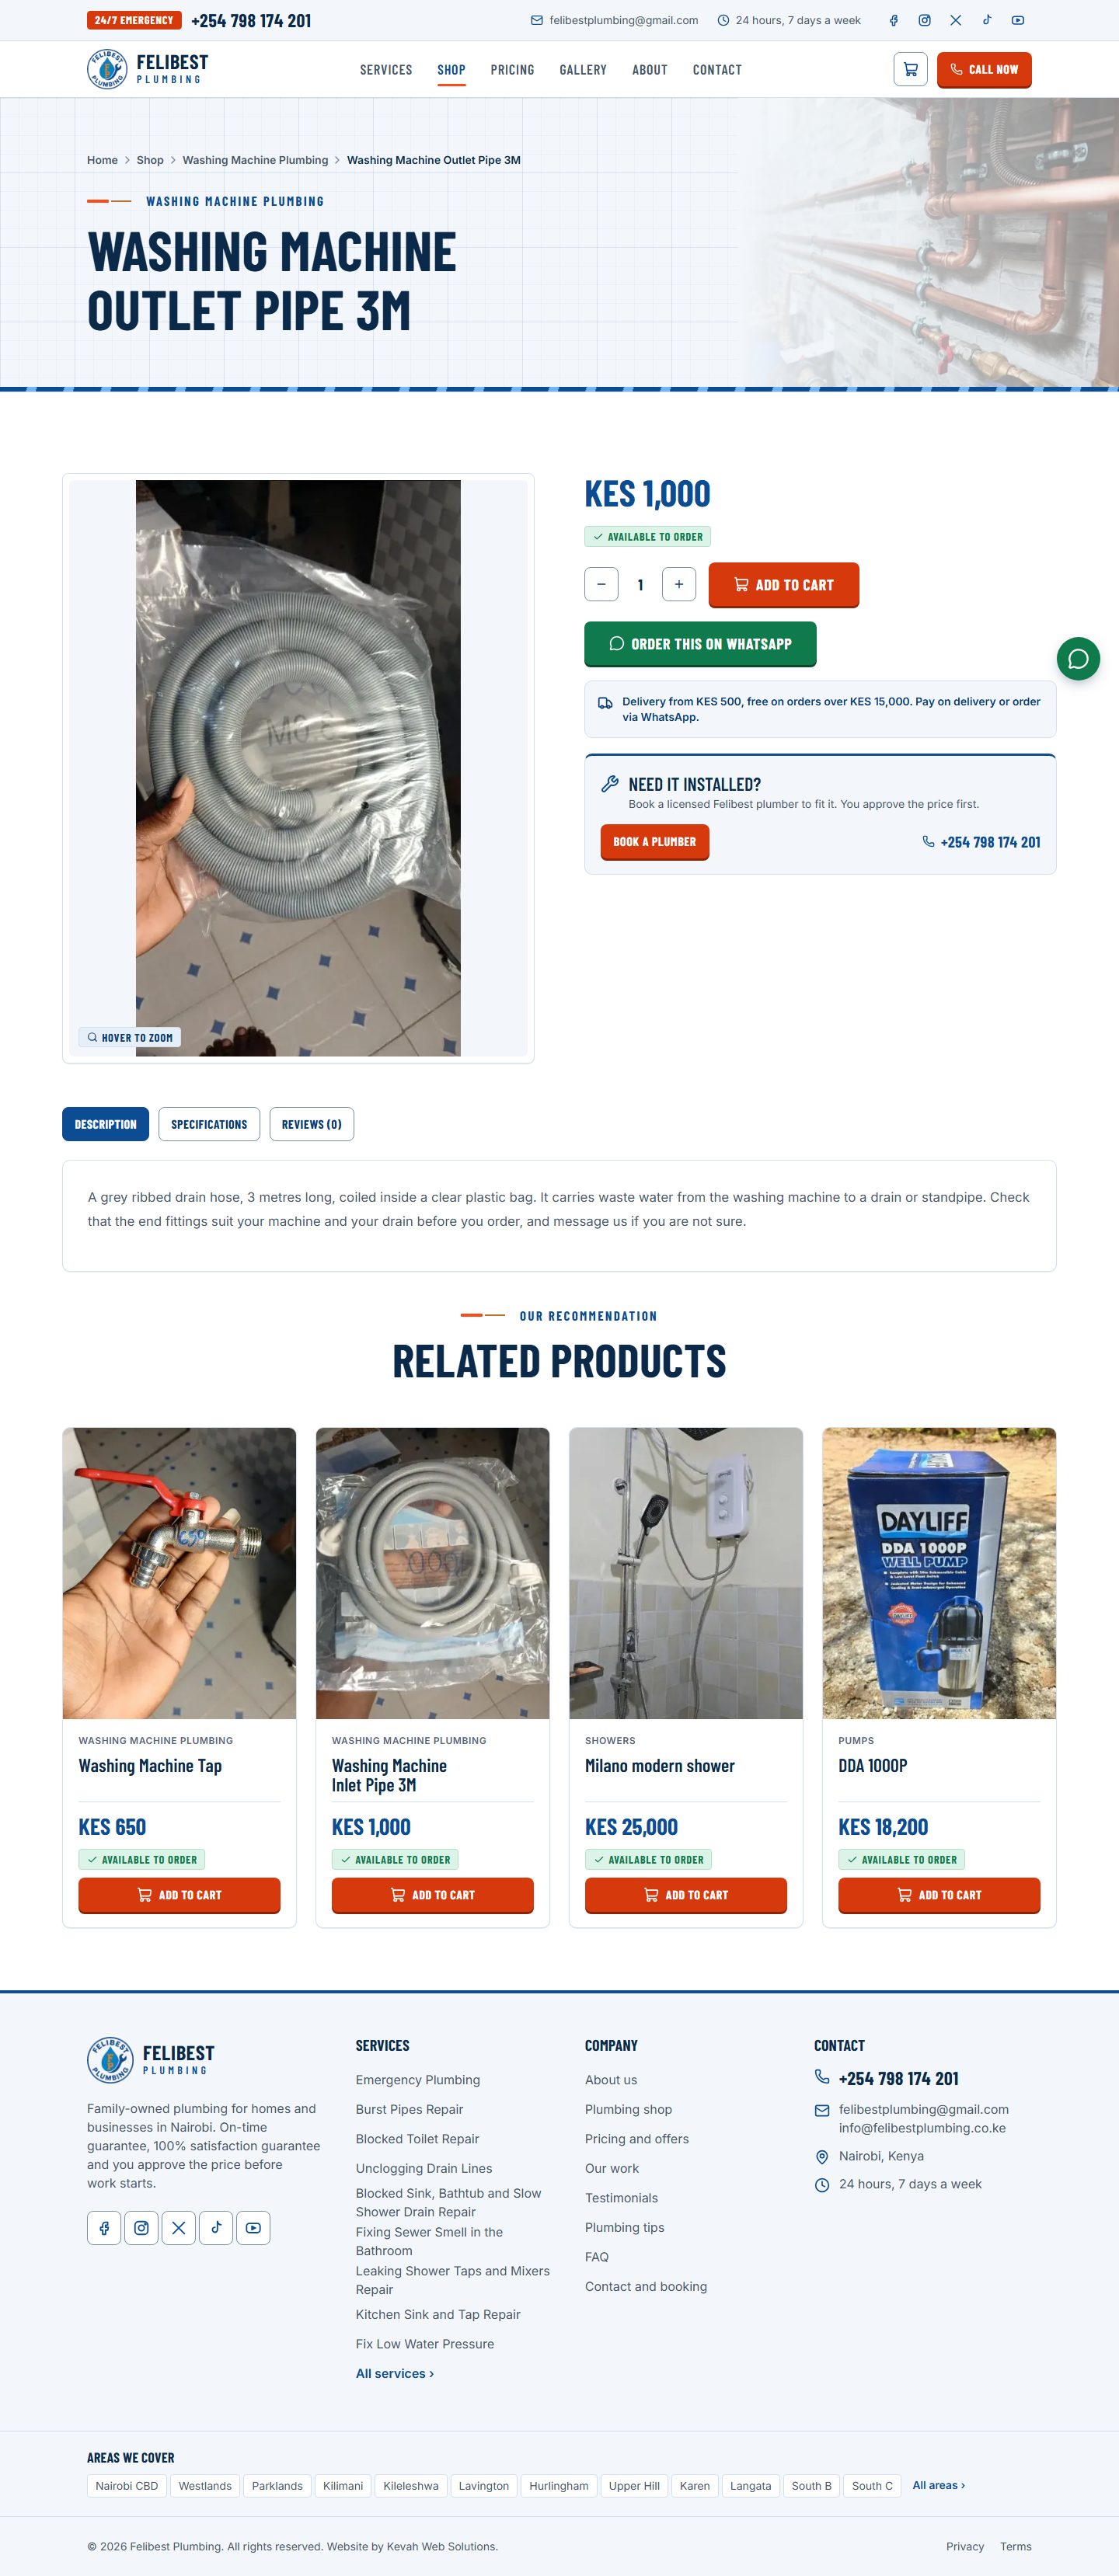 24/7 EMERGENCY +254 798 174 201 felibestplumbing@gmail.com 24 hours, 7 days a week
FELIBEST
PLUMBING
SERVICES SHOP PRICING GALLERY ABOUT CONTACT
CALL NOW
Home > Shop > Washing Machine Plumbing > Washing Machine Outlet Pipe 3M
WASHING MACHINE PLUMBING
WASHING MACHINE
OUTLET PIPE 3M
KES 1,000
AVAILABLE TO ORDER
− 1 + ADD TO CART
ORDER THIS ON WHATSAPP
Delivery from KES 500, free on orders over KES 15,000. Pay on delivery or order
via WhatsApp.
NEED IT INSTALLED?
Book a licensed Felibest plumber to fit it. You approve the price first.
BOOK A PLUMBER +254 798 174 201
HOVER TO ZOOM
DESCRIPTION SPECIFICATIONS REVIEWS (0)
A grey ribbed drain hose, 3 metres long, coiled inside a clear plastic bag. It carries waste water from the washing machine to a drain or standpipe. Check
that the end fittings suit your machine and your drain before you order, and message us if you are not sure.
OUR RECOMMENDATION
RELATED PRODUCTS
650
DAYLIFF
DDA 1000P
WELL PUMP
WASHING MACHINE PLUMBING
Washing Machine Tap
KES 650
AVAILABLE TO ORDER
ADD TO CART
WASHING MACHINE PLUMBING
Washing Machine
Inlet Pipe 3M
KES 1,000
AVAILABLE TO ORDER
ADD TO CART
SHOWERS
Milano modern shower
KES 25,000
AVAILABLE TO ORDER
ADD TO CART
PUMPS
DDA 1000P
KES 18,200
AVAILABLE TO ORDER
ADD TO CART
FELIBEST
PLUMBING
Family-owned plumbing for homes and
businesses in Nairobi. On-time
guarantee, 100% satisfaction guarantee
and you approve the price before
work starts.
SERVICES
Emergency Plumbing
Burst Pipes Repair
Blocked Toilet Repair
Unclogging Drain Lines
Blocked Sink, Bathtub and Slow
Shower Drain Repair
Fixing Sewer Smell in the
Bathroom
Leaking Shower Taps and Mixers
Repair
Kitchen Sink and Tap Repair
Fix Low Water Pressure
All services ›
COMPANY
About us
Plumbing shop
Pricing and offers
Our work
Testimonials
Plumbing tips
FAQ
Contact and booking
CONTACT
+254 798 174 201
felibestplumbing@gmail.com
info@felibestplumbing.co.ke
Nairobi, Kenya
24 hours, 7 days a week
AREAS WE COVER
Nairobi CBD Westlands Parklands Kilimani Kileleshwa Lavington Hurlingham Upper Hill Karen Langata South B South C All areas ›
© 2026 Felibest Plumbing. All rights reserved. Website by Kevah Web Solutions.
Privacy Terms